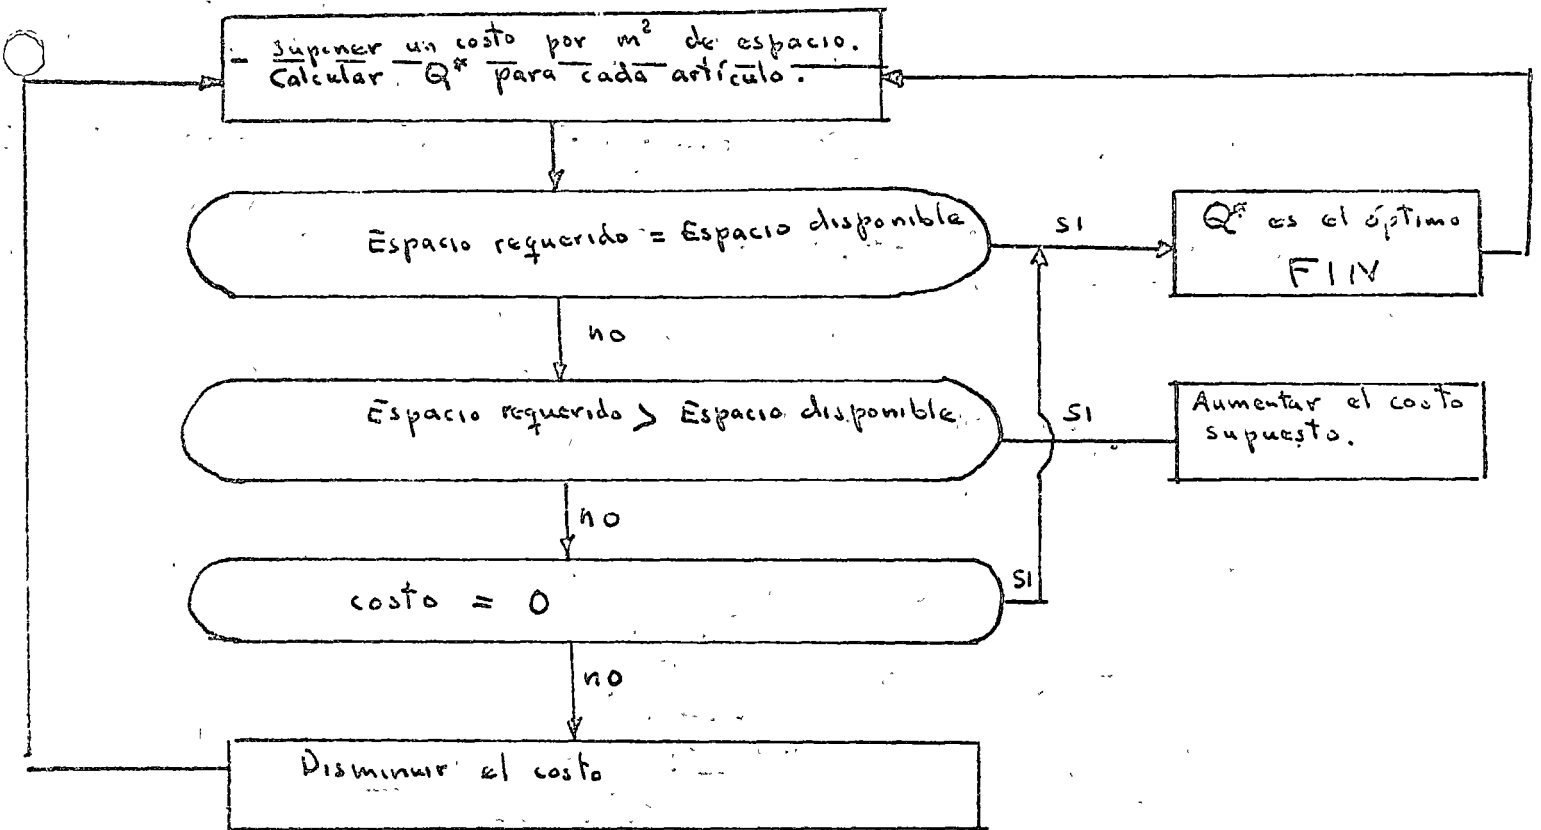 - Suponer un costo por m² de espacio.
Calcular Q* para cada artículo.
Espacio requerido = Espacio disponible
SI
Q* es el óptimo
FIN
no
Espacio requerido > Espacio disponible
SI
Aumentar el costo
supuesto.
no
costo = 0
SI
no
Disminuir el costo